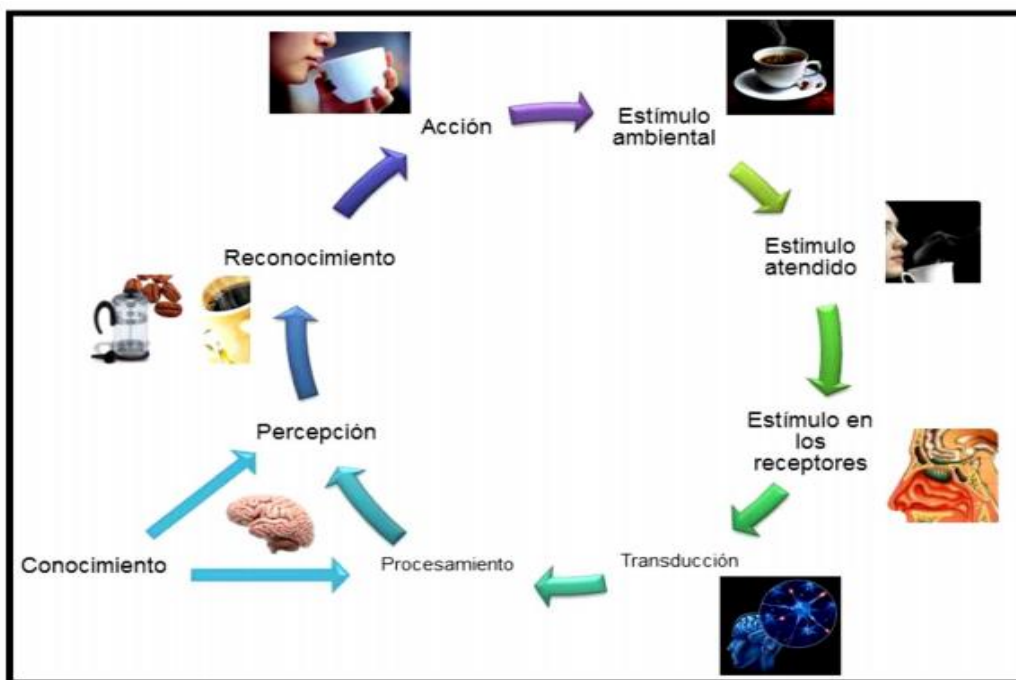 Acción
Estímulo
ambiental
Estimulo
atendido
Estímulo en
los
receptores
Transducción
Procesamiento
Conocimiento
Percepción
Reconocimiento